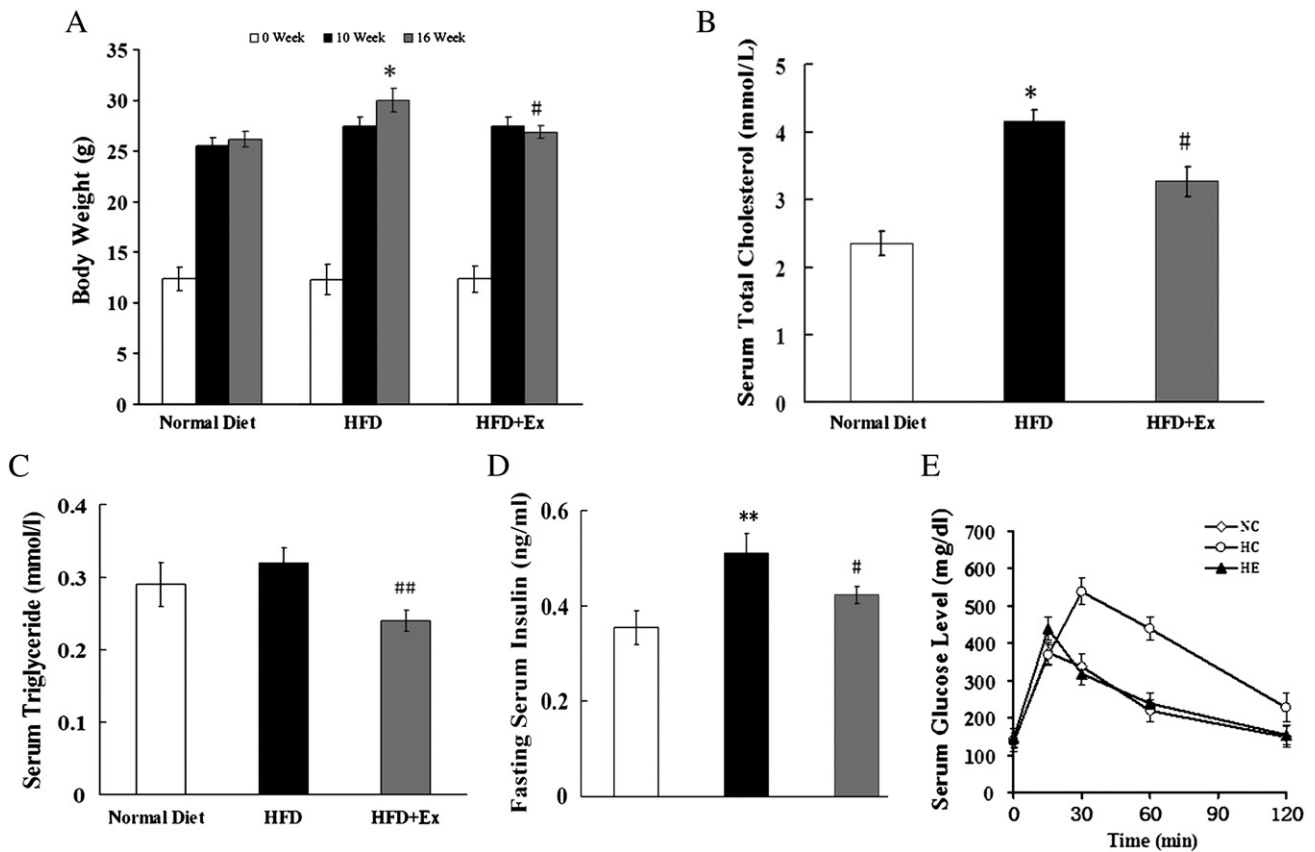 A
0 Week 10 Week 16 Week
Body Weight (g)
35
30
25
20
15
10
5
0
*
#
Normal Diet HFD HFD+Ex
B
Serum Total Cholesterol (mmol/L)
5
4
3
2
1
0
*
#
Normal Diet HFD HFD+Ex
C
Serum Triglyceride (mmol/l)
0.4
0.3
0.2
0.1
0
##
Normal Diet HFD HFD+Ex
D
Fasting Serum Insulin (ng/ml)
0.6
0.4
0.2
0
**
#
E
Serum Glucose Level (mg/dl)
700
600
500
400
300
200
100
0
NC
HC
HE
0 30 60 90 120
Time (min)